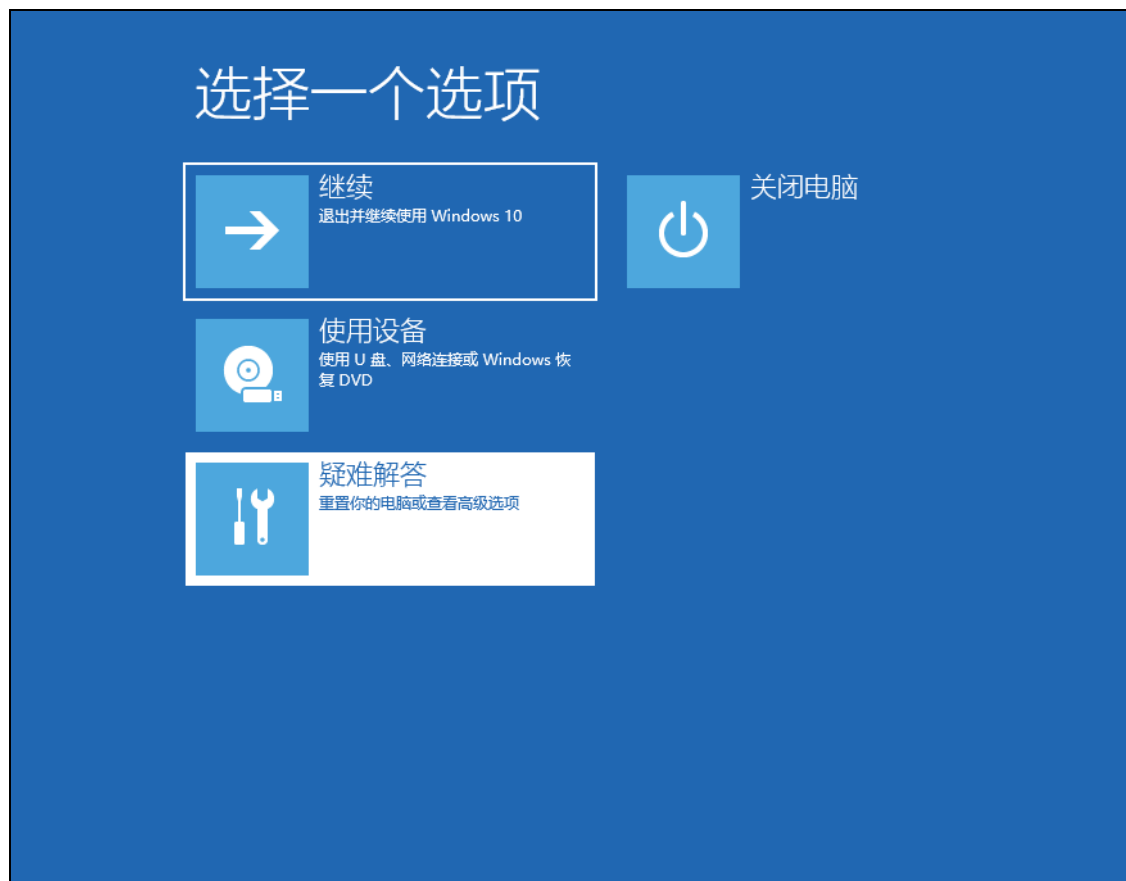 选择一个选项
继续
退出并继续使用 Windows 10
关闭电脑
使用设备
使用 U 盘、网络连接或 Windows 恢
复 DVD
疑难解答
重置你的电脑或查看高级选项